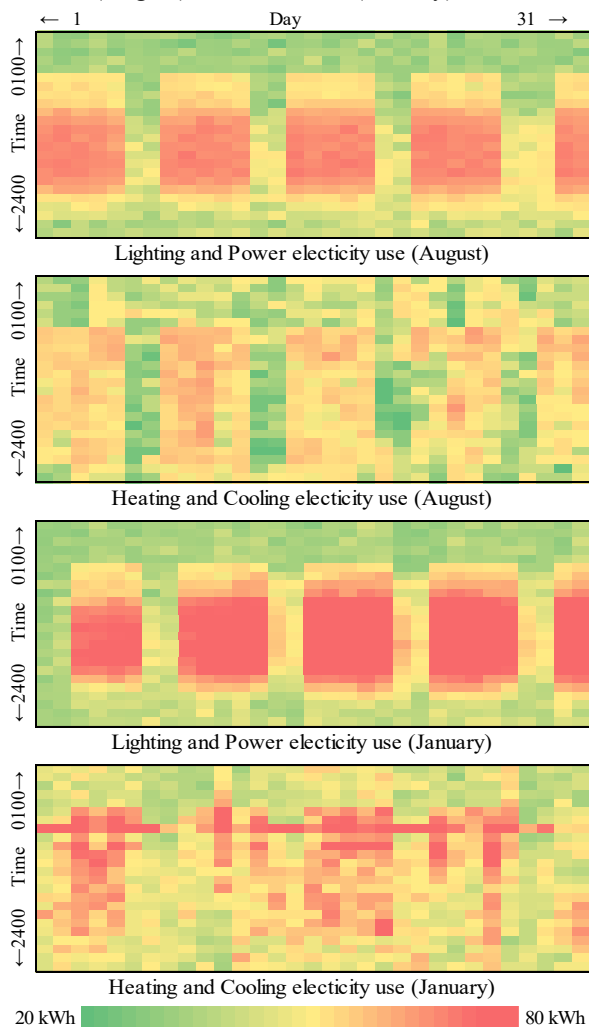 ← 1 Day 31 →
←2400 Time 0100→
Lighting and Power electicity use (August)
←2400 Time 0100→
Heating and Cooling electicity use (August)
←2400 Time 0100→
Lighting and Power electicity use (January)
←2400 Time 0100→
Heating and Cooling electicity use (January)
20 kWh 80 kWh